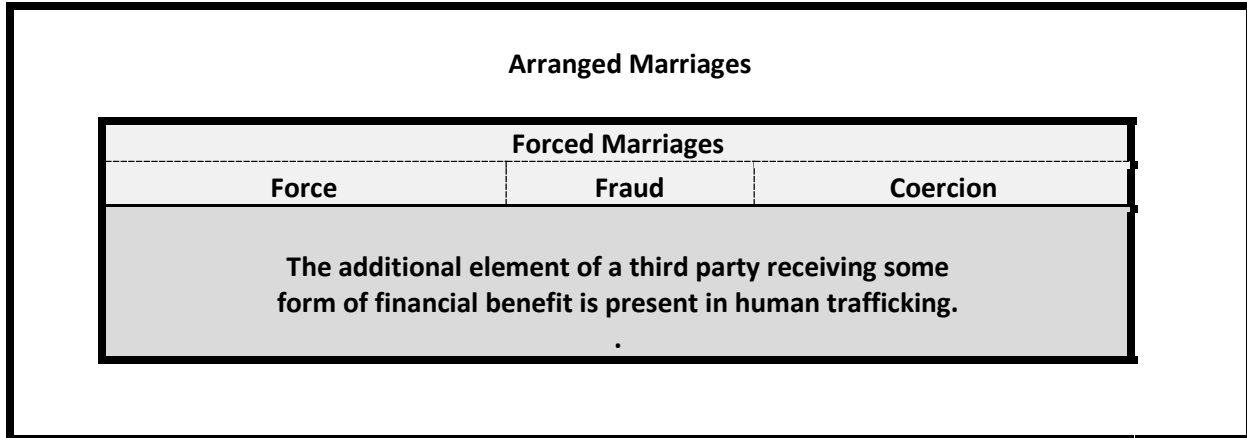 Arranged Marriages
Forced Marriages
Force Fraud Coercion
The additional element of a third party receiving some
form of financial benefit is present in human trafficking.
.